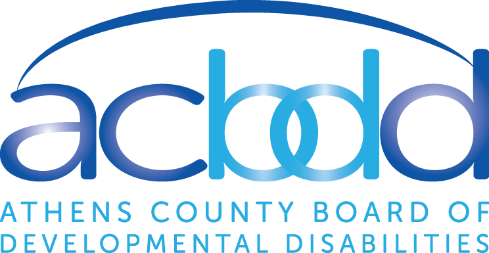 acbdd
ATHENS COUNTY BOARD OF
DEVELOPMENTAL DISABILITIES